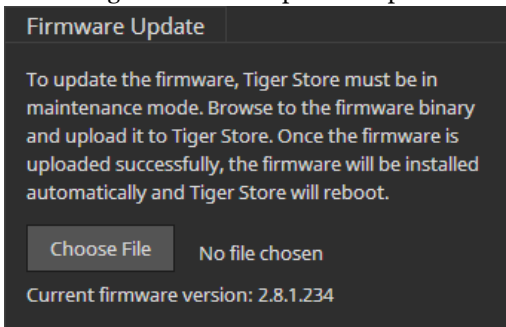 Firmware Update
To update the firmware, Tiger Store must be in
maintenance mode. Browse to the firmware binary
and upload it to Tiger Store. Once the firmware is
uploaded successfully, the firmware will be installed
automatically and Tiger Store will reboot.
Choose File No file chosen
Current firmware version: 2.8.1.234